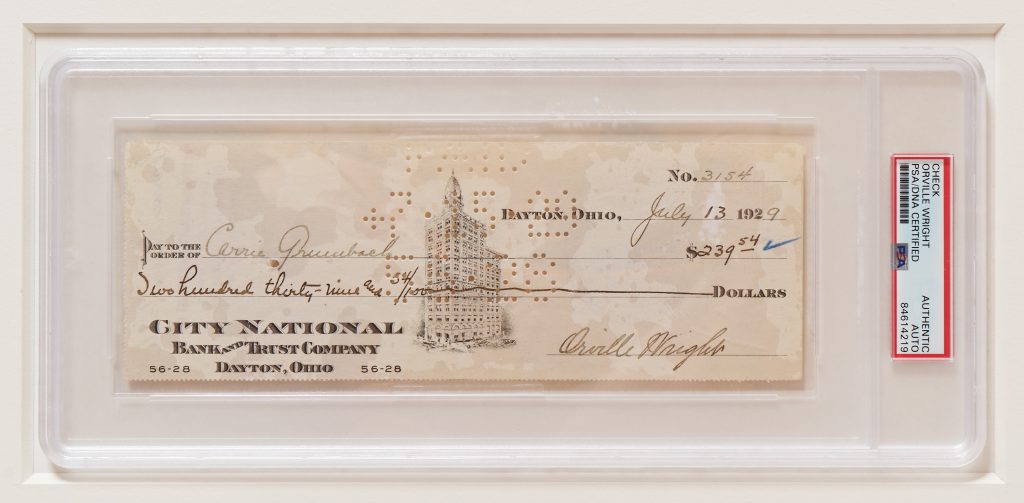 No. 3154
DAYTON, OHIO, July 13 1929
PAY TO THE
ORDER OF Carrie Grumbach $239 54
Two hundred thirty-nine and 54/100 DOLLARS
CITY NATIONAL
BANK AND TRUST COMPANY
DAYTON, OHIO
56-28 56-28
Orville Wright
CHECK
ORVILLE WRIGHT
PSA/DNA CERTIFIED
PSA
AUTHENTIC
AUTO
84614219